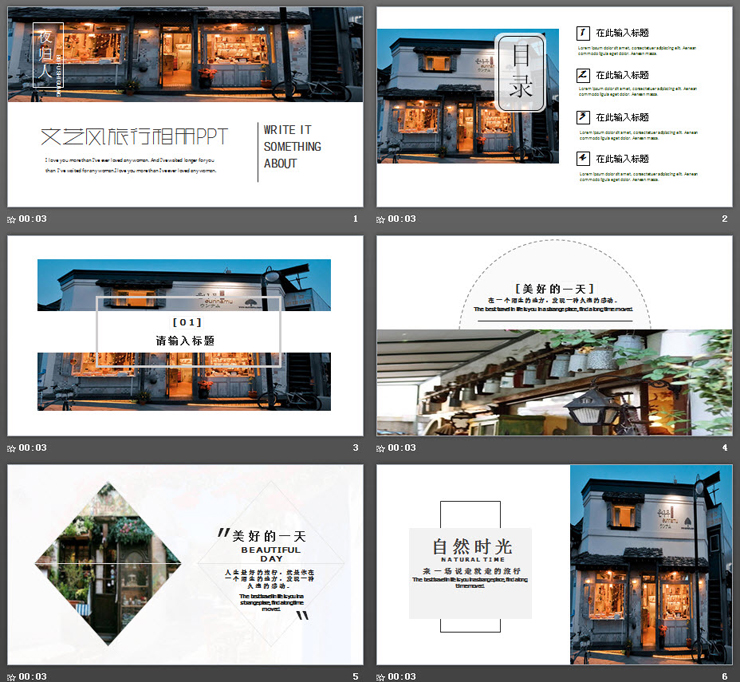 夜归人
文艺风旅行相册PPT
I love you more than I've ever loved any woman. And I've waited longer for you
than I've waited for any woman.I love you more than I've ever loved any woman.
WRITE IT
SOMETHING
ABOUT
00:03
1
目录
1 在此输入标题
Lorem ipsum dolor sit amet, consectetuer adipiscing elit. Aenean
commodo ligula eget dolor. Aenean massa.
2 在此输入标题
Lorem ipsum dolor sit amet, consectetuer adipiscing elit. Aenean
commodo ligula eget dolor. Aenean massa.
3 在此输入标题
Lorem ipsum dolor sit amet, consectetuer adipiscing elit. Aenean
commodo ligula eget dolor. Aenean massa.
4 在此输入标题
Lorem ipsum dolor sit amet, consectetuer adipiscing elit. Aenean
commodo ligula eget dolor. Aenean massa.
00:03
2
[01]
请输入标题
00:03
3
[美好的一天]
在一个陌生的地方，发现一种久违的感动。
The best travel in life is you in a strange place, find a long time moved.
00:03
4
"美好的一天
BEAUTIFUL
DAY
人生最好的旅行，就是你在
一个陌生的地方，发现一种
久违的感动。
The best travel in life is you in a
strange place, find a long time
moved.
"
00:03
5
自然时光
NATURAL TIME
来一场说走就走的旅行
The best travel in life is you in a strange place, find a long
time moved.
00:03
6